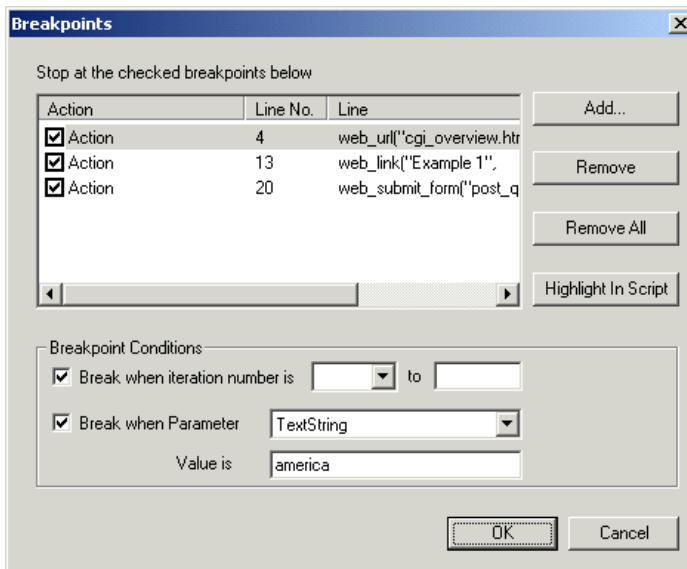 Breakpoints
Stop at the checked breakpoints below
Action Line No. Line
Action 4 web_url("cgi_overview.htr
Action 13 web_link("Example 1",
Action 20 web_submit_form("post_q
Add...
Remove
Remove All
Highlight In Script
Breakpoint Conditions
Break when iteration number is to
Break when Parameter TextString
Value is america
OK Cancel